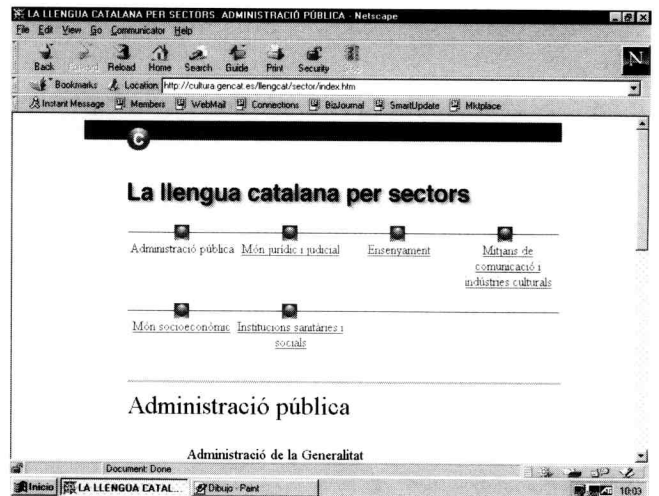 LA LLENGUA CATALANA PER SECTORS. ADMINISTRACIÓ PÚBLICA - Netscape
File Edit View Go Communicator Help
Back Reload Home Search Guide Print Security
N
Bookmarks Location: http://cultura.gencat.es/llengcat/sector/index.htm
Instant Message Members WebMail Connections BizJournal SmartUpdate Mktplace
C
La llengua catalana per sectors
Administració pública Món jurídic i judicial Ensenyament Mitjans de
comunicació i
indústries culturals
Món socioeconòmic Institucions sanitàries i
socials
Administració pública
Administració de la Generalitat
Document: Done
Inicio LA LLENGUA CATAL... Dibujo - Paint 10:03